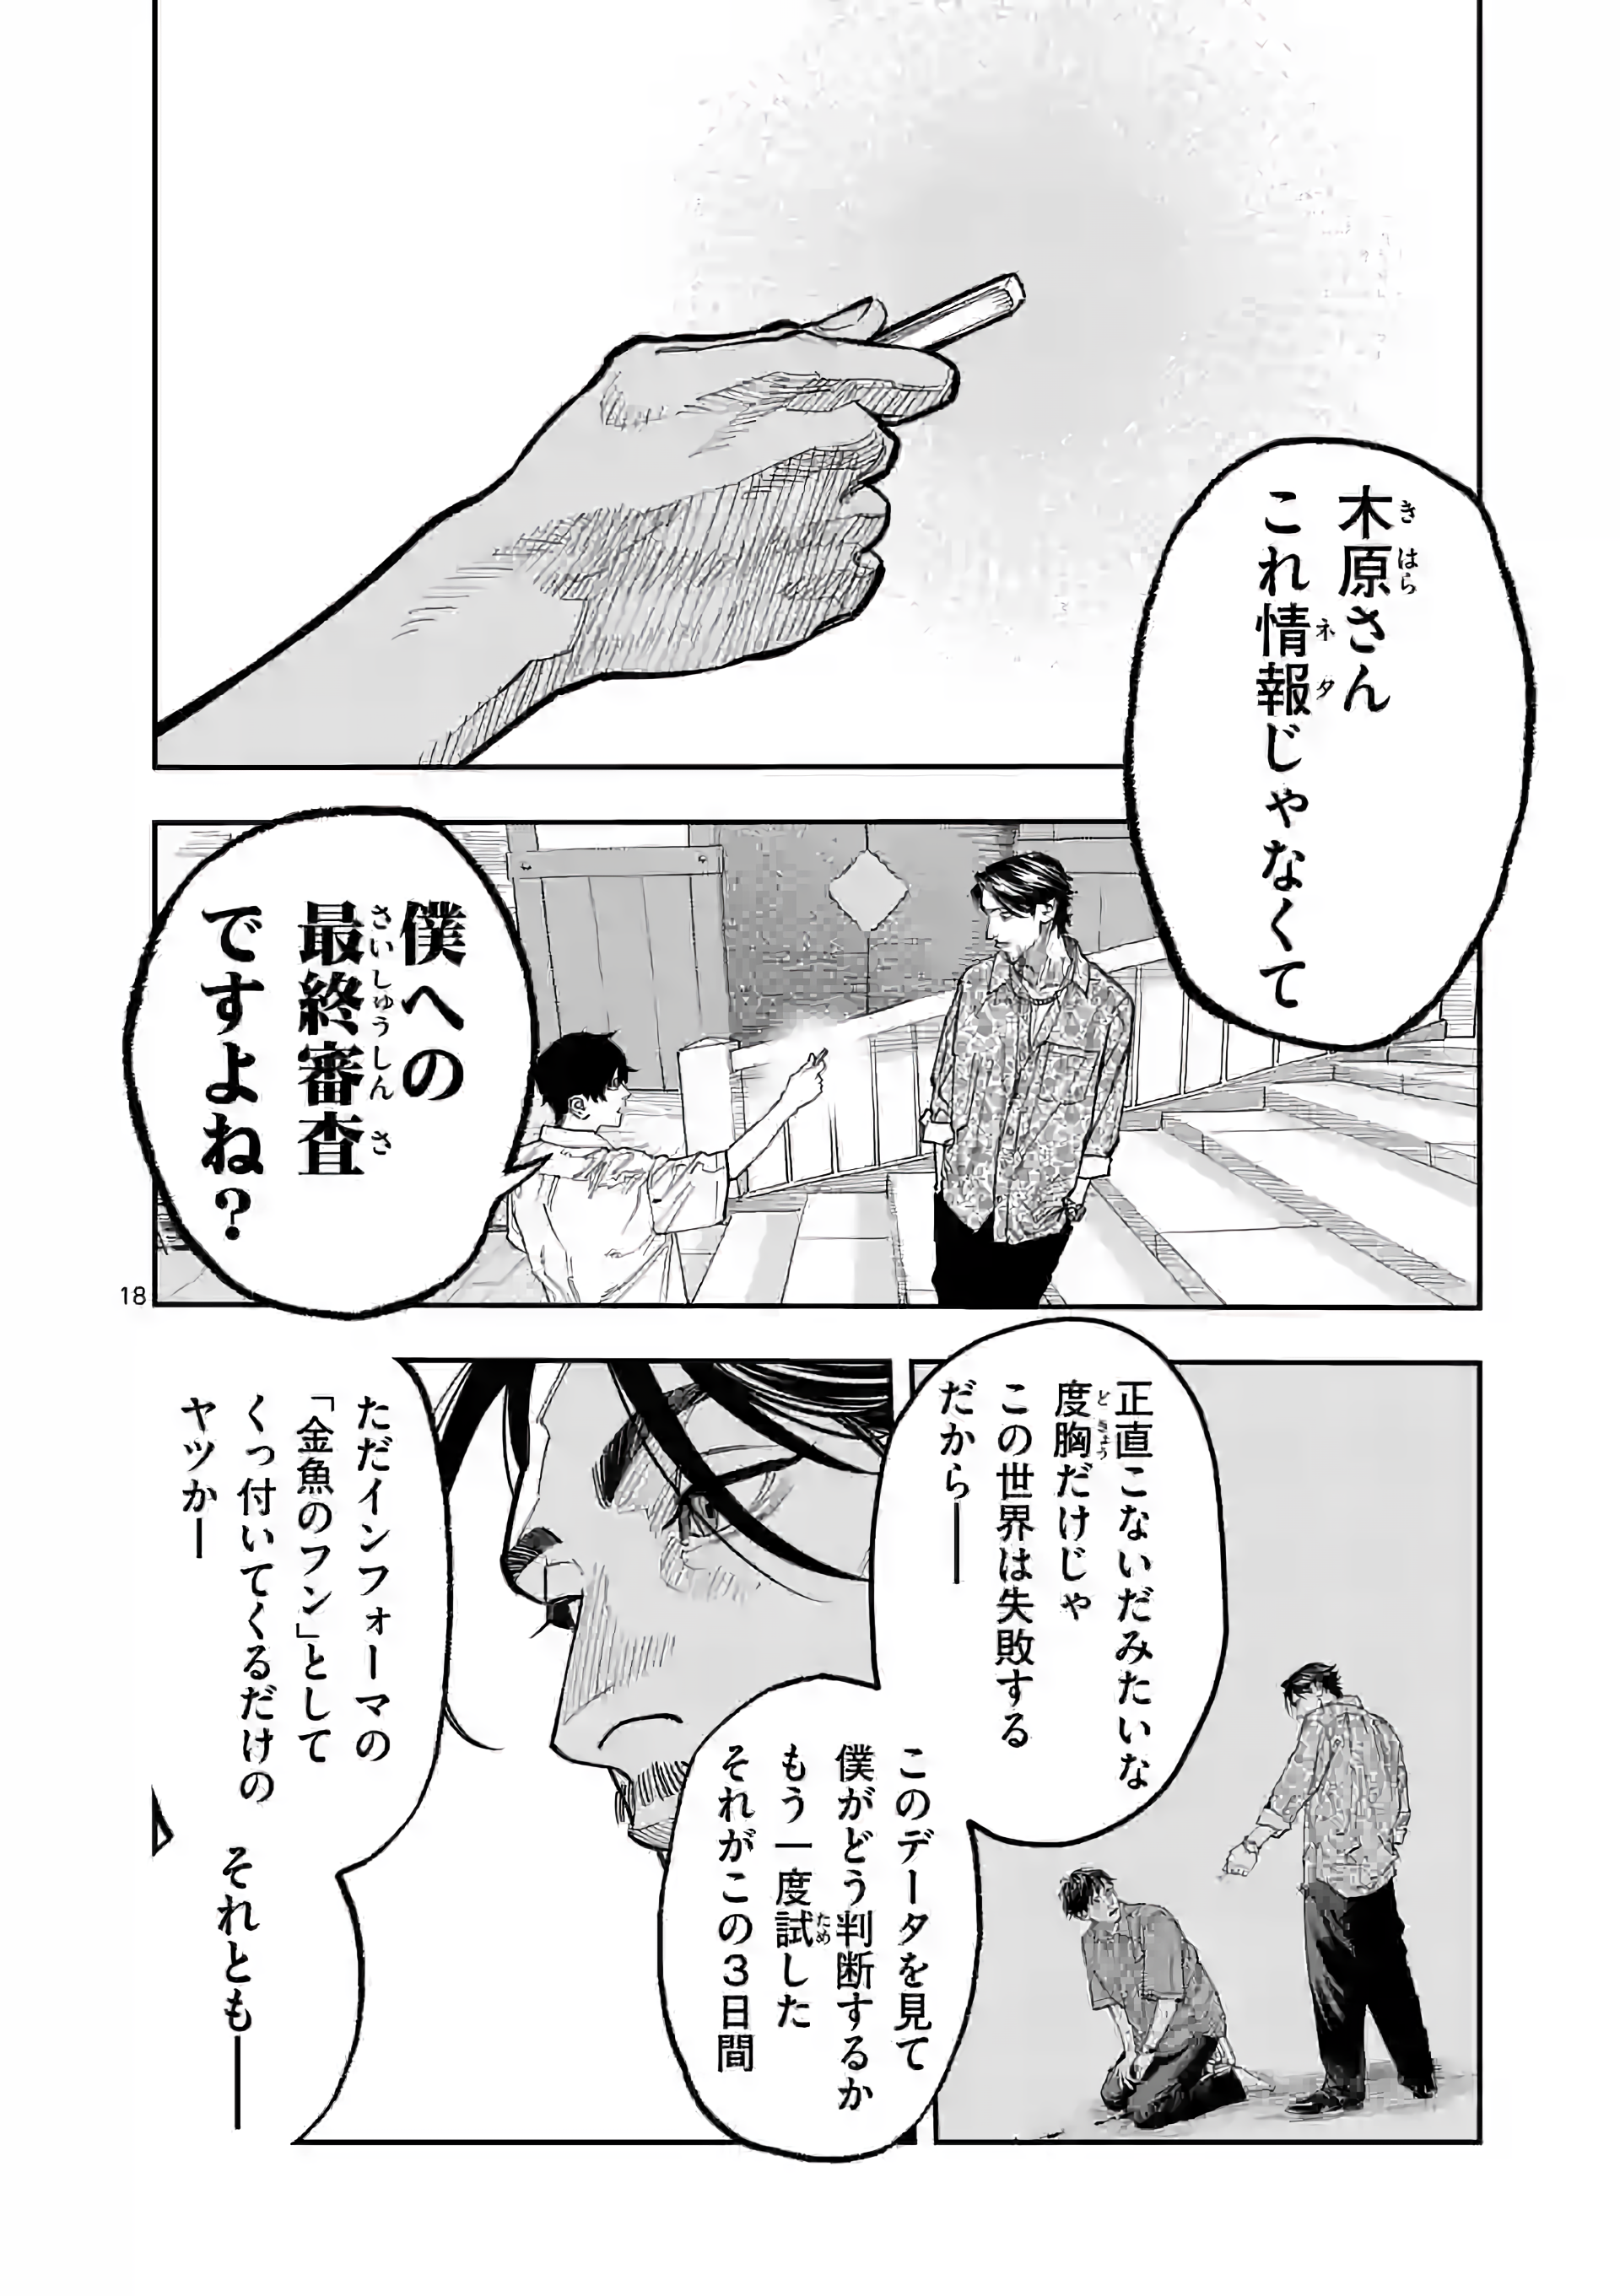 木原さん
これ情報じゃなくて
僕への
最終審査
ですよね?
18
正直こないだみたいな
度胸だけじゃ
この世界は失敗する
だから――
このデータを見て
僕がどう判断するか
もう一度試した
それがこの3日間
ただインフォーマの
「金魚のフン」として
くっ付いてくるだけの
ヤツか―
それとも――